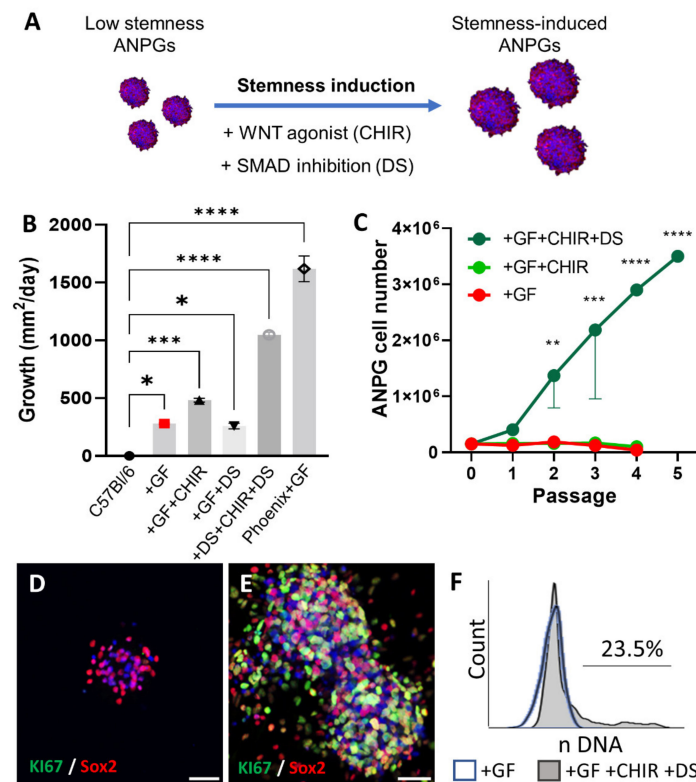 A
Low stemness
ANPGs
Stemness-induced
ANPGs
Stemness induction
+ WNT agonist (CHIR)
+ SMAD inhibition (DS)
B
Growth (mm²/day)
2000
1500
1000
500
0
****
****
*
***
*
C57Bl/6
+GF
+GF+CHIR
+GF+DS
+DS+CHIR+DS
Phoenix+GF
C
ANPG cell number
4×10⁶
3×10⁶
2×10⁶
1×10⁶
0
+GF+CHIR+DS
+GF+CHIR
+GF
**
***
****
****
0 1 2 3 4 5
Passage
D
KI67 / Sox2
E
KI67 / Sox2
F
Count
23.5%
n DNA
+GF +GF +CHIR +DS